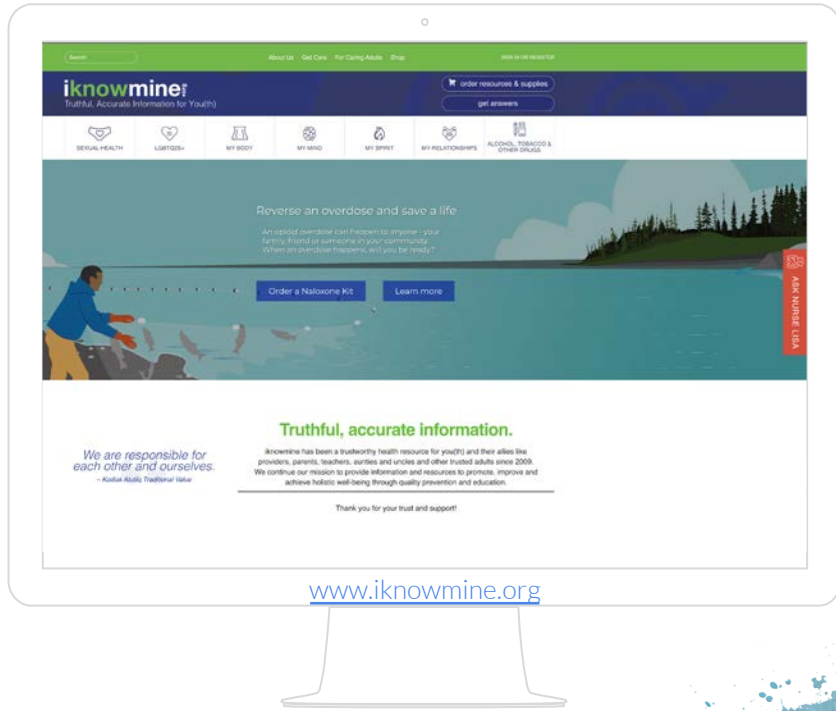 Search
About Us Get Care For Caring Adults Shop
SIGN IN OR REGISTER
iknowmine.org
Truthful, Accurate Information for You(th)
order resources & supplies
get answers
SEXUAL HEALTH
LGBTQ2S+
MY BODY
MY MIND
MY SPIRIT
MY RELATIONSHIPS
ALCOHOL, TOBACCO &
OTHER DRUGS
Reverse an overdose and save a life
An opioid overdose can happen to anyone - your
family, friend or someone in your community.
When an overdose happens, will you be ready?
Order a Naloxone Kit
Learn more
ASK NURSE LISA
We are responsible for
each other and ourselves.
– Kodiak Alutiiq Traditional Value
Truthful, accurate information.
iknowmine has been a trustworthy health resource for you(th) and their allies like
providers, parents, teachers, aunties and uncles and other trusted adults since 2009.
We continue our mission to provide information and resources to promote, improve and
achieve holistic well-being through quality prevention and education.
Thank you for your trust and support!
www.iknowmine.org